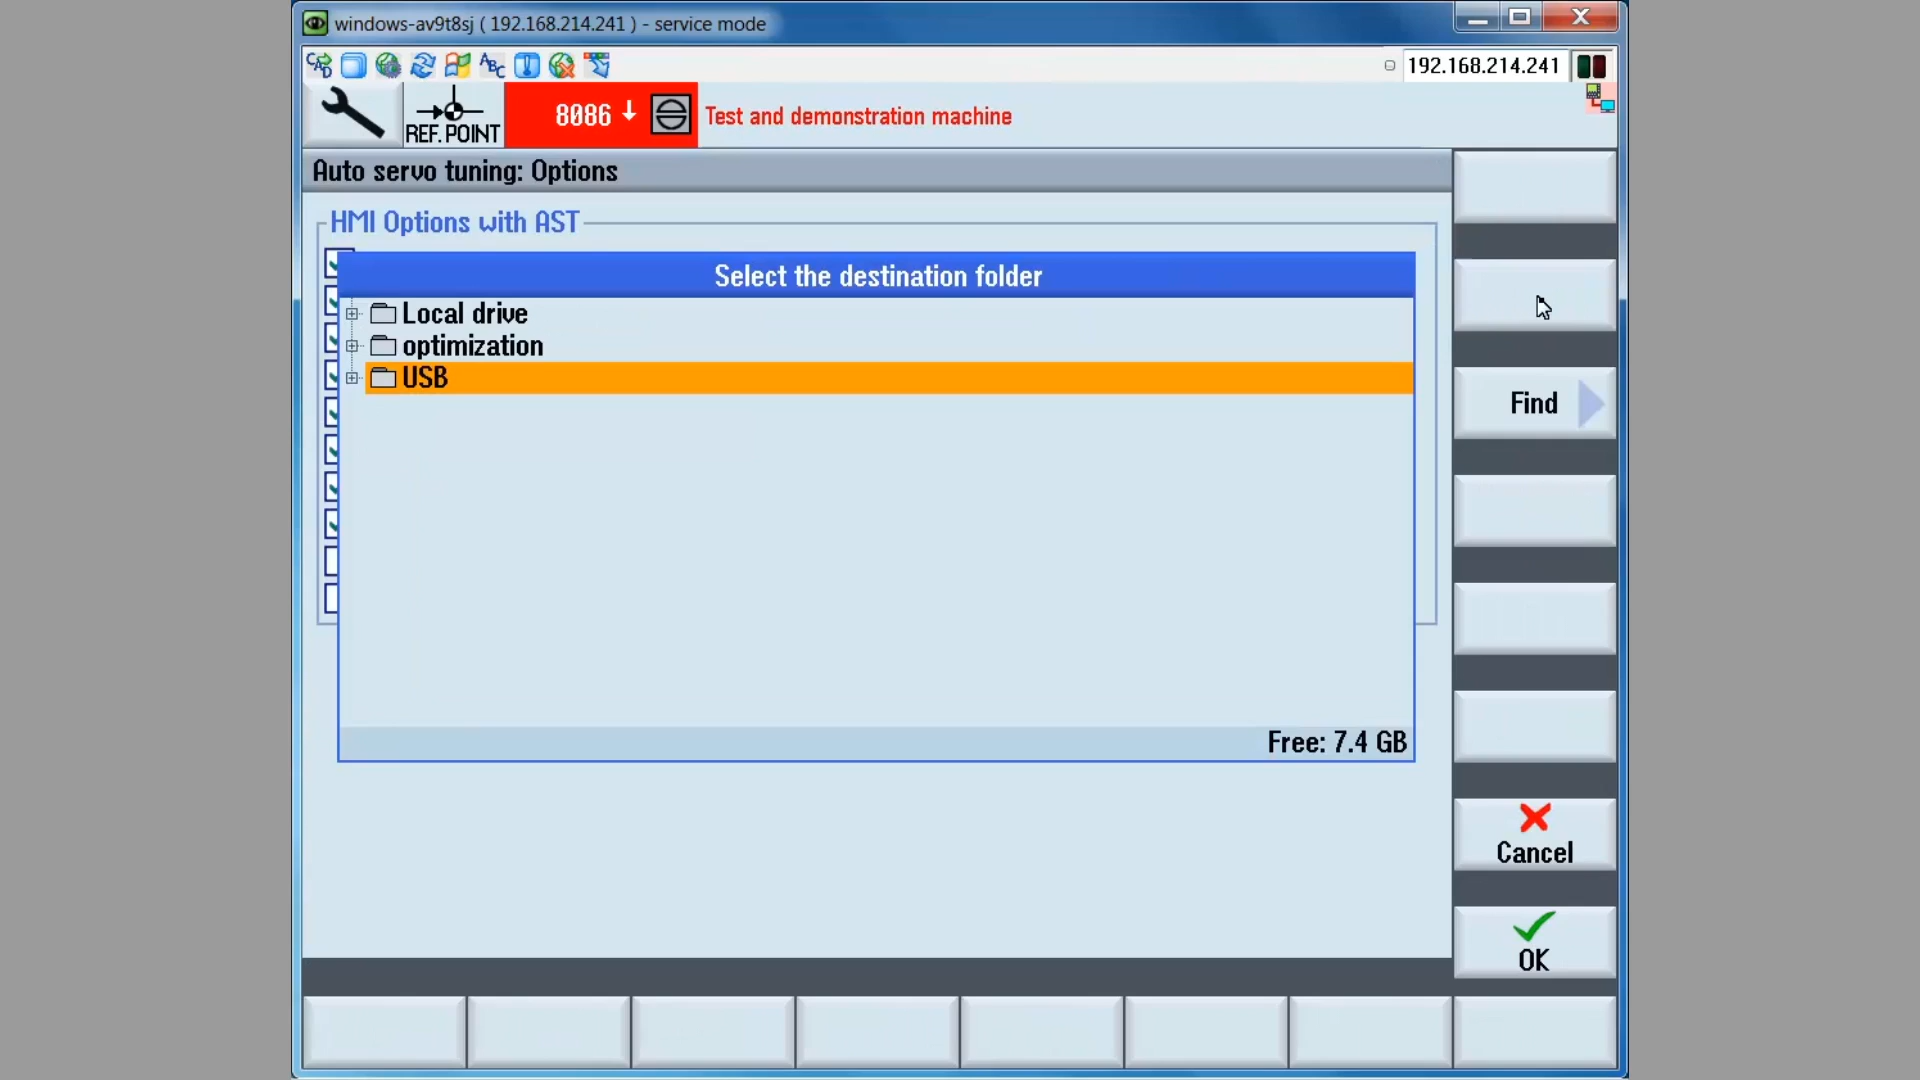 windows-av9t8sj ( 192.168.214.241 ) - service mode
192.168.214.241
REF. POINT
8086
Test and demonstration machine
Auto servo tuning: Options
HMI Options with AST
Select the destination folder
Local drive
optimization
USB
Free: 7.4 GB
Find
Cancel
OK